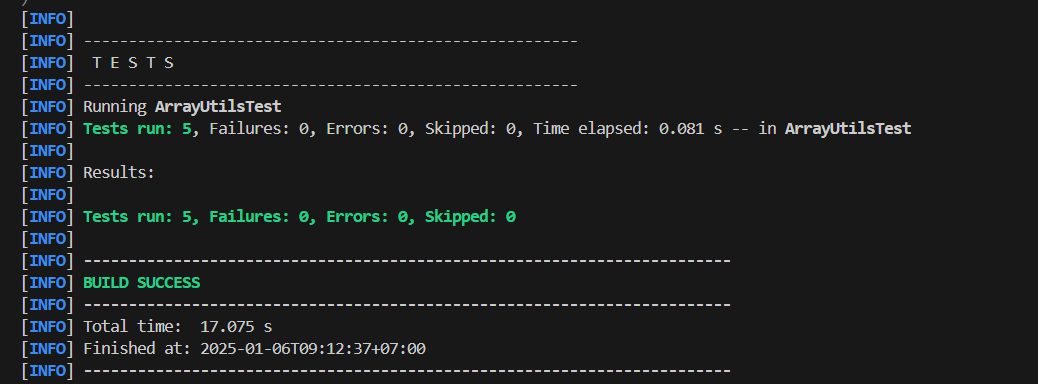 [INFO]
[INFO] -------------------------------------------------------
[INFO]  T E S T S
[INFO] -------------------------------------------------------
[INFO] Running ArrayUtilsTest
[INFO] Tests run: 5, Failures: 0, Errors: 0, Skipped: 0, Time elapsed: 0.081 s -- in ArrayUtilsTest
[INFO]
[INFO] Results:
[INFO]
[INFO] Tests run: 5, Failures: 0, Errors: 0, Skipped: 0
[INFO]
[INFO] ------------------------------------------------------------------------
[INFO] BUILD SUCCESS
[INFO] ------------------------------------------------------------------------
[INFO] Total time:  17.075 s
[INFO] Finished at: 2025-01-06T09:12:37+07:00
[INFO] ------------------------------------------------------------------------